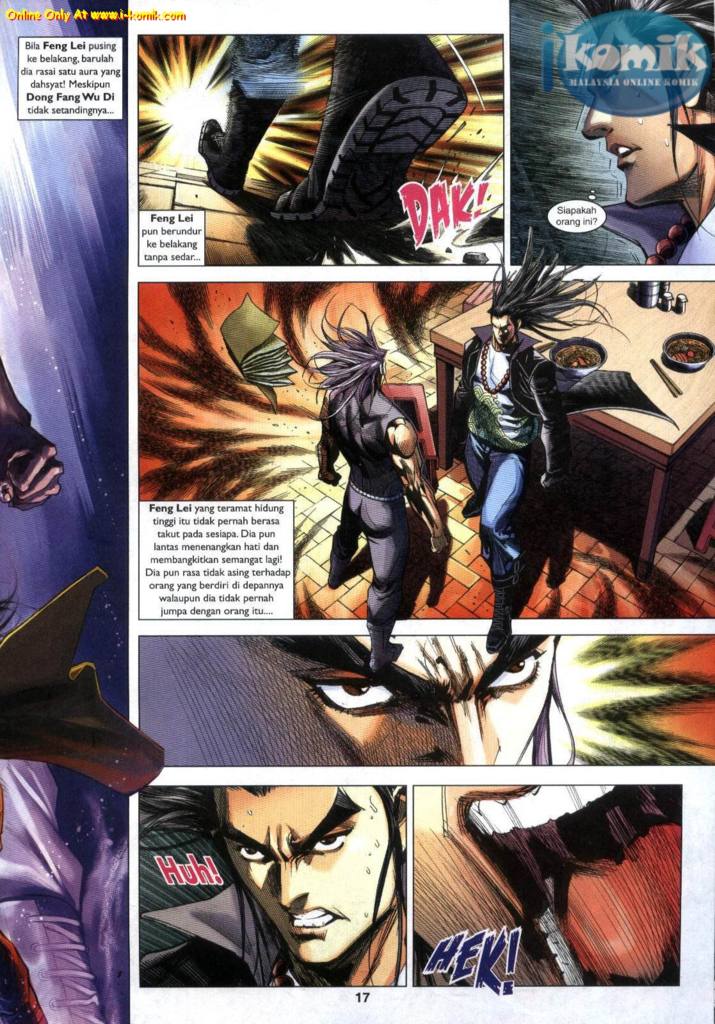 Online Only At www.i-komik.com
iKomik
MALAYSIA ONLINE KOMIK
Bila Feng Lei pusing
ke belakang, barulah
dia rasai satu aura yang
dahsyat! Meskipun
Dong Fang Wu Di
tidak setandingnya...
Feng Lei
pun berundur
ke belakang
tanpa sedar...
DAK!
Siapakah
orang ini?
Feng Lei yang teramat hidung
tinggi itu tidak pernah berasa
takut pada sesiapa. Dia pun
lantas menenangkan hati dan
membangkitkan semangat lagi!
Dia pun rasa tidak asing terhadap
orang yang berdiri di depannya
walaupun dia tidak pernah
jumpa dengan orang itu....
Huh!
HEK!
17